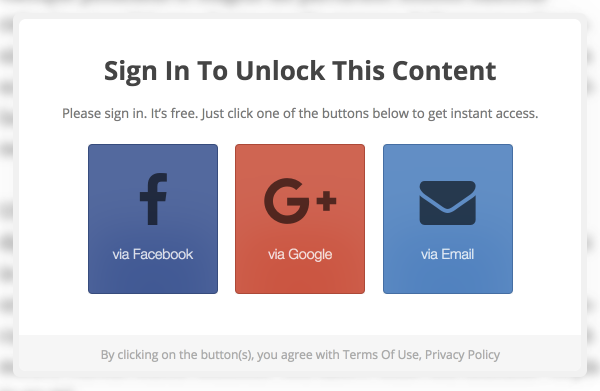 Sign In To Unlock This Content
Please sign in. It's free. Just click one of the buttons below to get instant access.
via Facebook
via Google
via Email
By clicking on the button(s), you agree with Terms Of Use, Privacy Policy